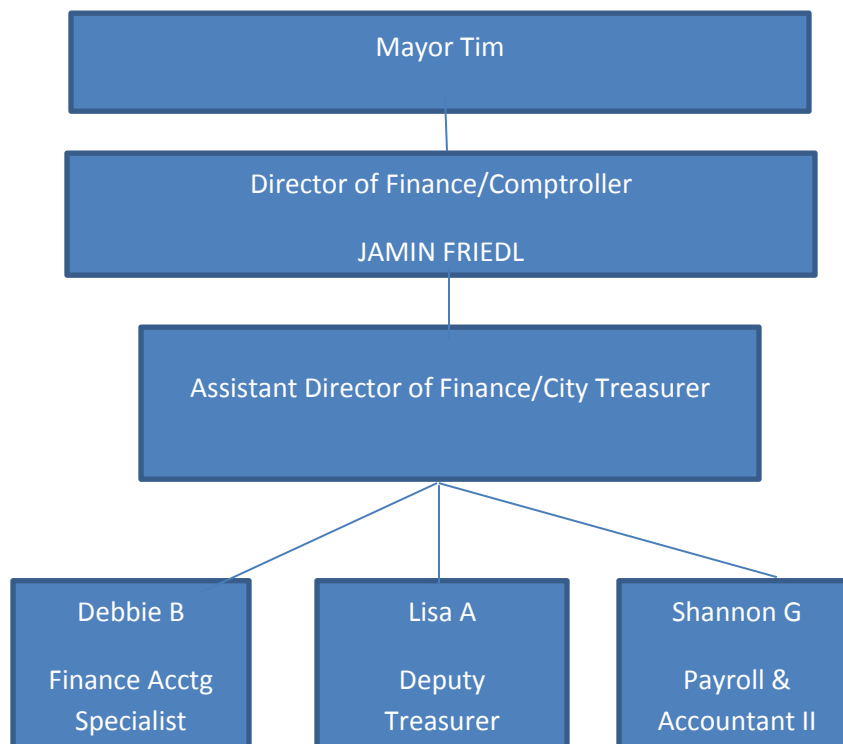 Mayor Tim
Director of Finance/Comptroller
JAMIN FRIEDL
Assistant Director of Finance/City Treasurer
Debbie B
Finance Acctg
Specialist
Lisa A
Deputy
Treasurer
Shannon G
Payroll &
Accountant II